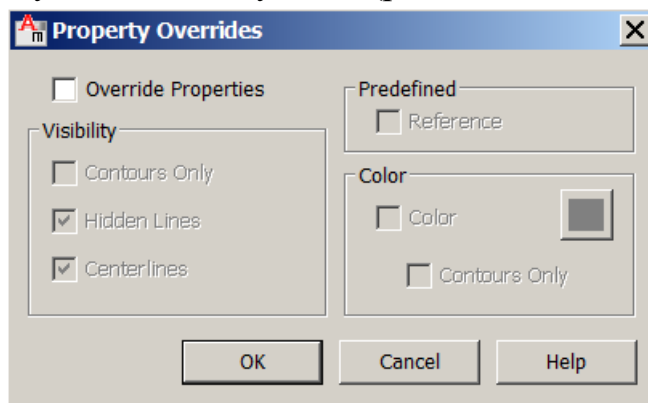 Am Property Overrides
Override Properties
Visibility
Contours Only
Hidden Lines
Centerlines
Predefined
Reference
Color
Color
Contours Only
OK
Cancel
Help